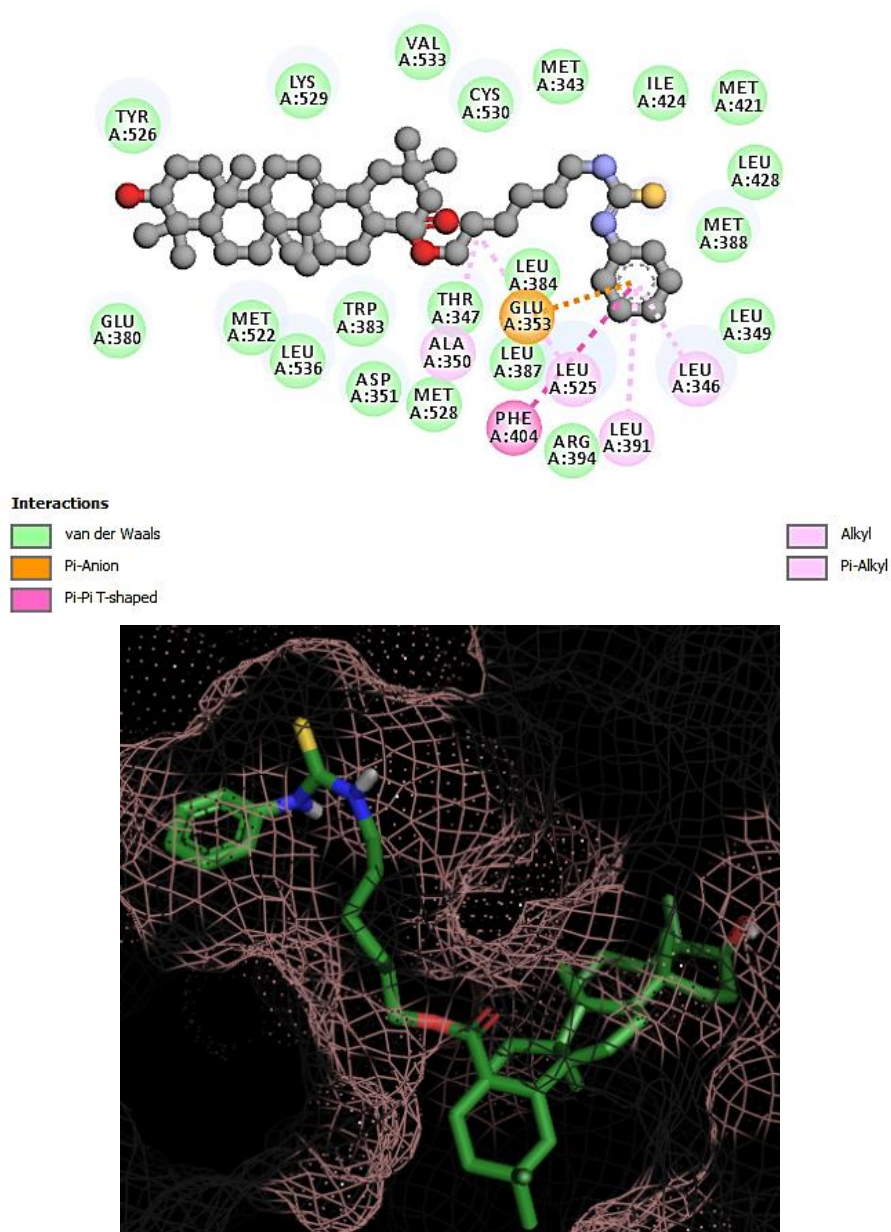 VAL
A:533
LYS
A:529
MET
A:343
CYS
A:530
ILE
A:424
MET
A:421
TYR
A:526
LEU
A:428
MET
A:388
LEU
A:384
GLU
A:380
MET
A:522
TRP
A:383
THR
A:347
GLU
A:353
LEU
A:349
LEU
A:536
ALA
A:350
LEU
A:387
LEU
A:525
LEU
A:346
ASP
A:351
MET
A:528
PHE
A:404
ARG
A:394
LEU
A:391
Interactions
van der Waals
Pi-Anion
Pi-Pi T-shaped
Alkyl
Pi-Alkyl